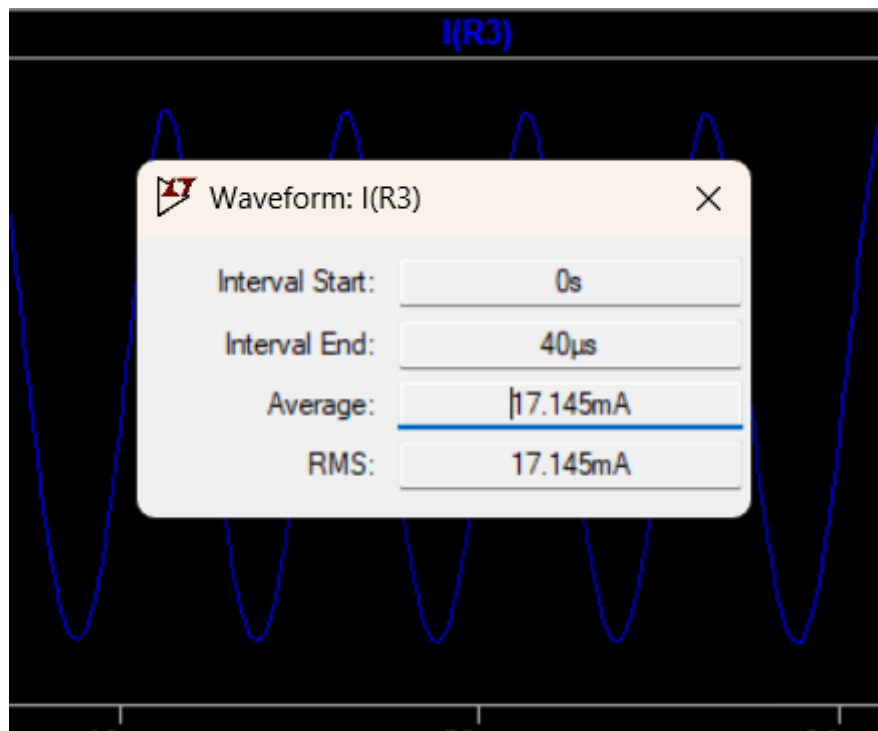 I(R3)
Waveform: I(R3)
Interval Start: 0s
Interval End: 40µs
Average: 17.145mA
RMS: 17.145mA